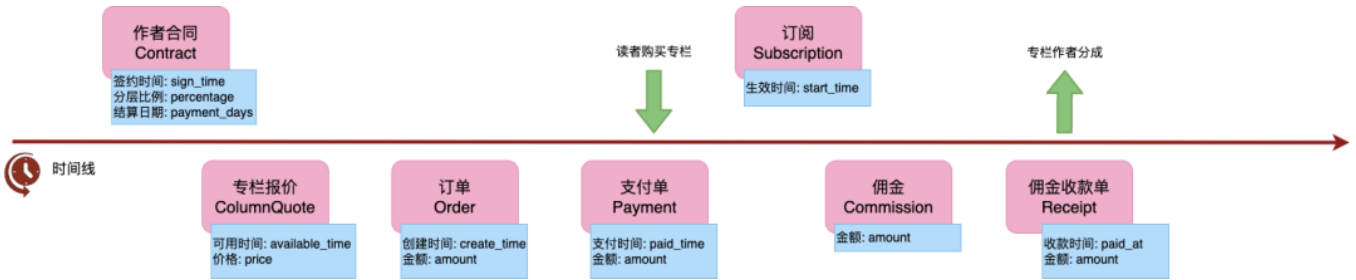 作者合同
Contract
签约时间: sign_time
分层比例: percentage
结算日期: payment_days
读者购买专栏
订阅
Subscription
生效时间: start_time
专栏作者分成
时间线
专栏报价
ColumnQuote
可用时间: available_time
价格: price
订单
Order
创建时间: create_time
金额: amount
支付单
Payment
支付时间: paid_time
金额: amount
佣金
Commission
金额: amount
佣金收款单
Receipt
收款时间: paid_at
金额: amount